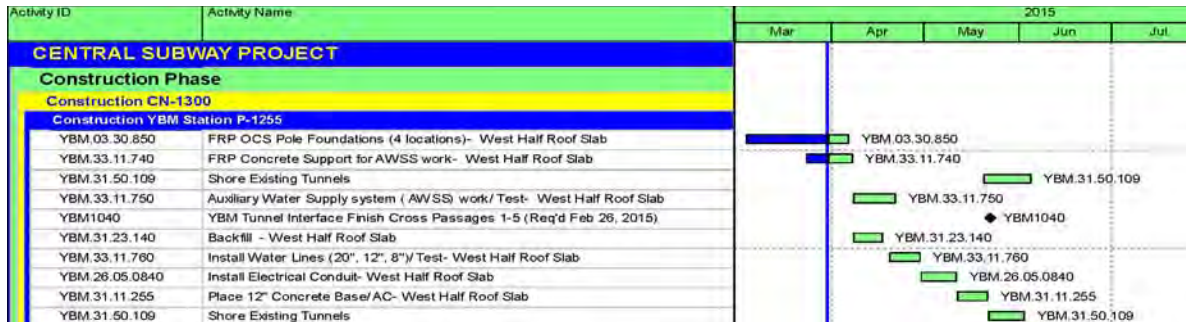 Activity ID Activity Name 2015
Mar Apr May Jun Jul
CENTRAL SUBWAY PROJECT
Construction Phase
Construction CN-1300
Construction YBM Station P-1255
YBM.03.30.850 FRP OCS Pole Foundations (4 locations)- West Half Roof Slab YBM.03.30.850
YBM.33.11.740 FRP Concrete Support for AWSS work- West Half Roof Slab YBM.33.11.740
YBM.31.50.109 Shore Existing Tunnels YBM.31.50.109
YBM.33.11.750 Auxiliary Water Supply system ( AWSS) work/ Test- West Half Roof Slab YBM.33.11.750
YBM1040 YBM Tunnel Interface Finish Cross Passages 1-5 (Req'd Feb 26, 2015) YBM1040
YBM.31.23.140 Backfill - West Half Roof Slab YBM.31.23.140
YBM.33.11.760 Install Water Lines (20", 12", 8")/ Test- West Half Roof Slab YBM.33.11.760
YBM.26.05.0840 Install Electrical Conduit- West Half Roof Slab YBM.26.05.0840
YBM.31.11.255 Place 12" Concrete Base/AC- West Half Roof Slab YBM.31.11.255
YBM.31.50.109 Shore Existing Tunnels YBM.31.50.109